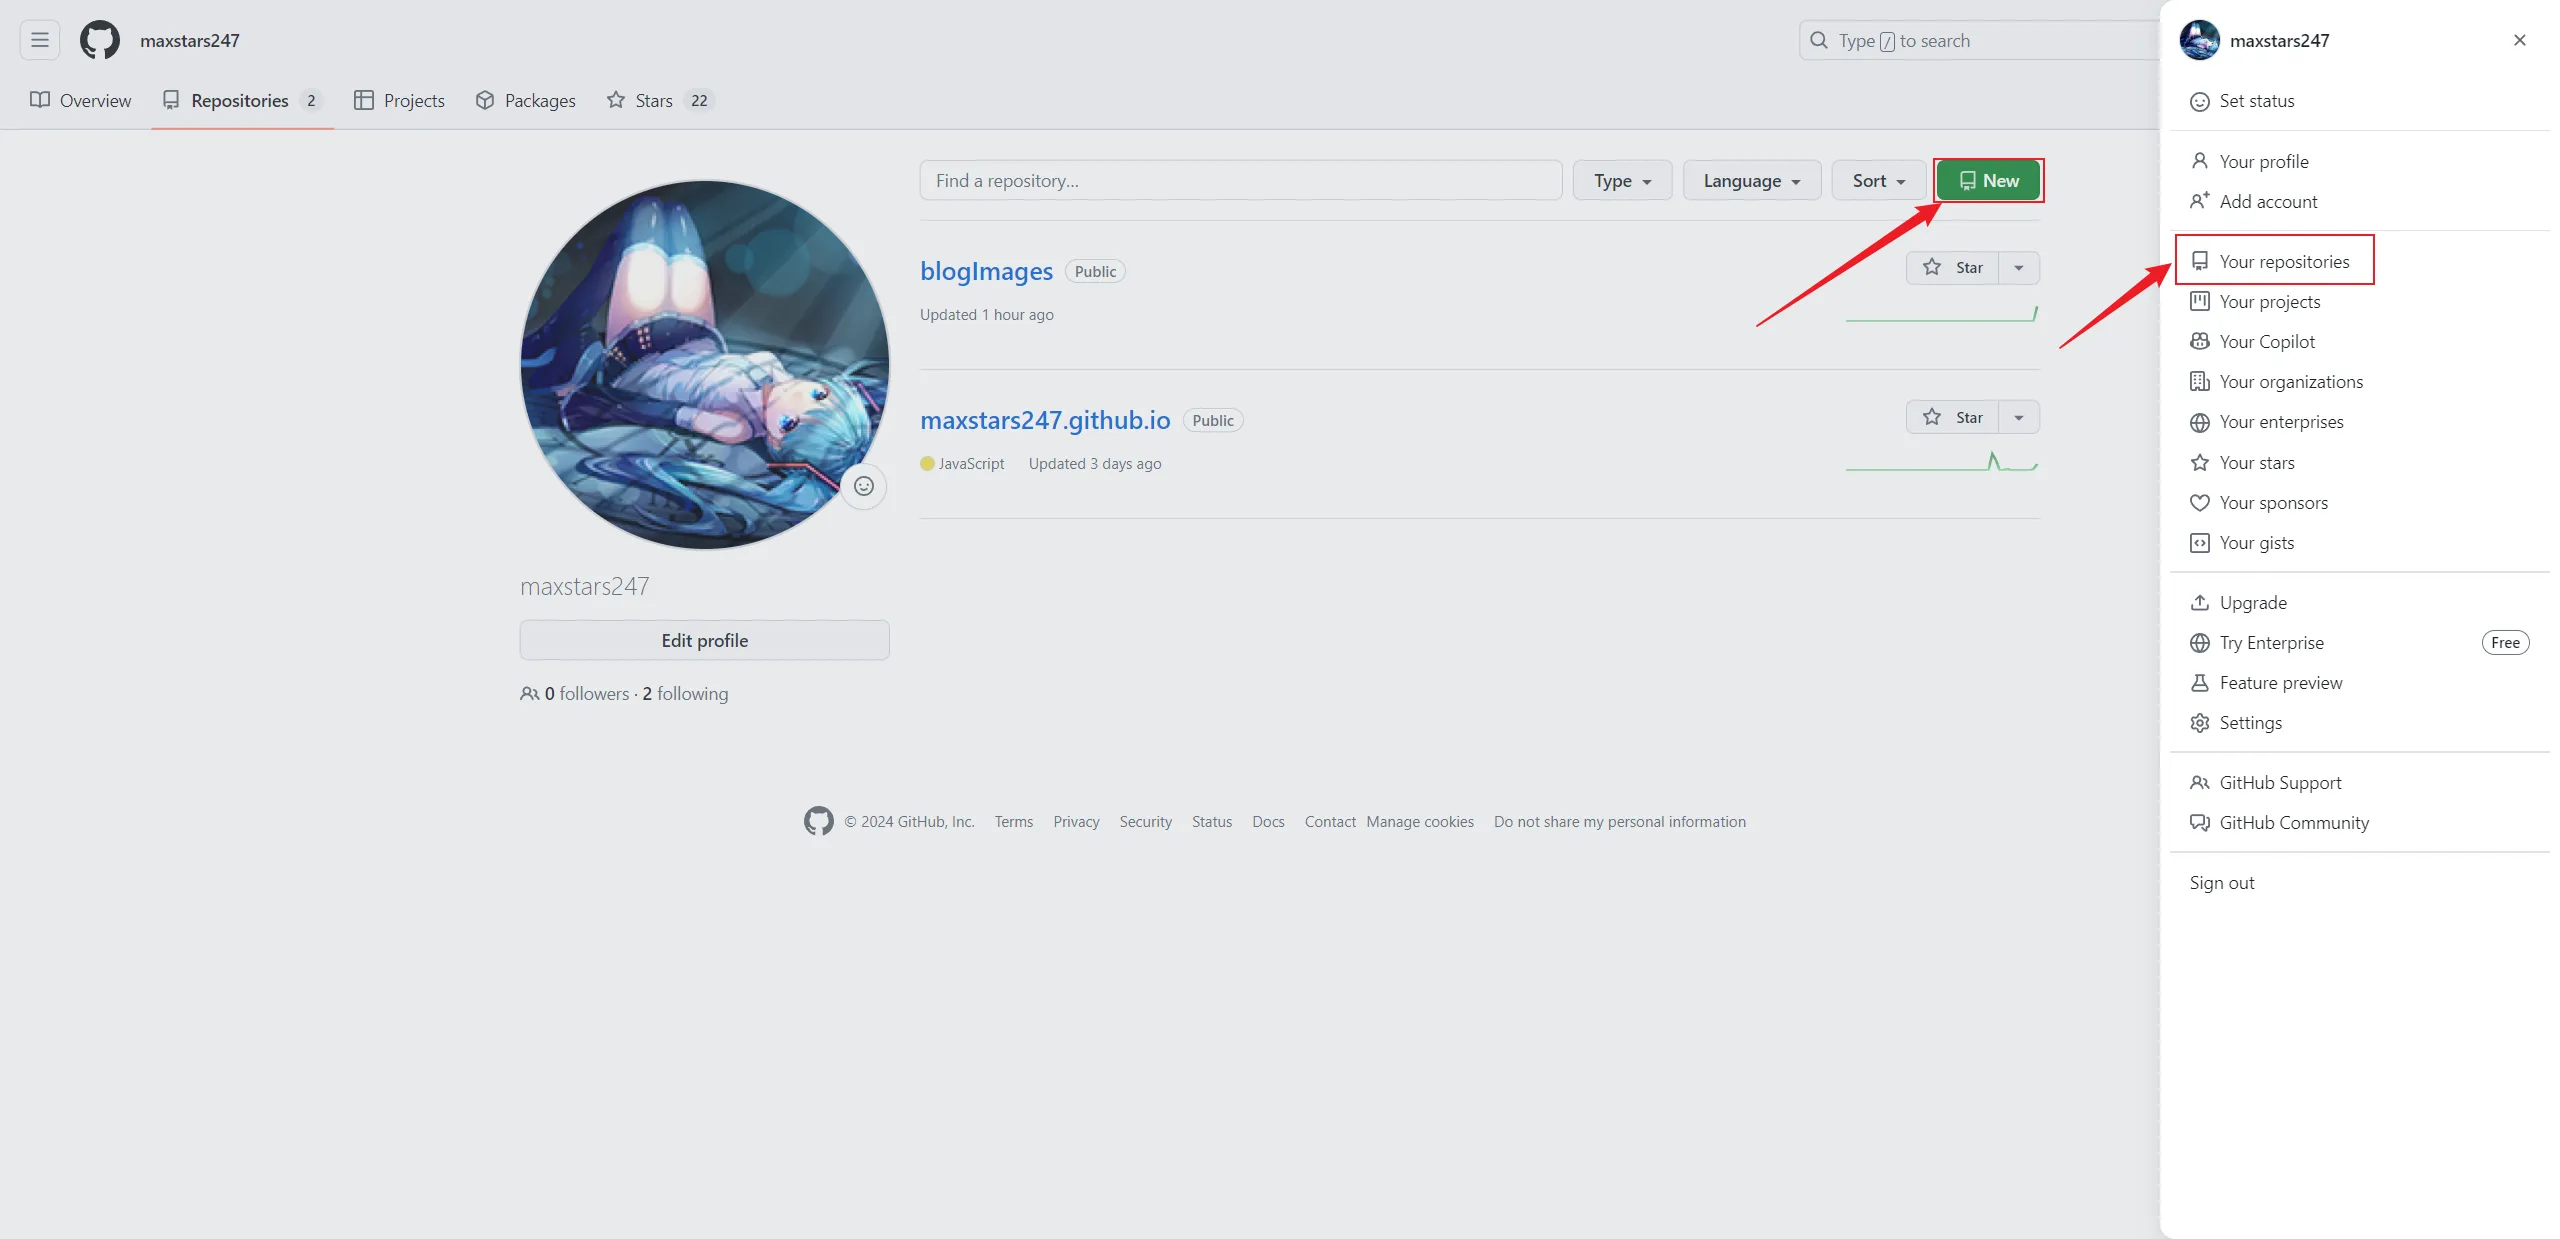 maxstars247
Type / to search
Overview Repositories 2 Projects Packages Stars 22
Find a repository...
Type Language Sort New
blogImages Public
Star
Updated 1 hour ago
maxstars247.github.io Public
Star
JavaScript Updated 3 days ago
maxstars247
Edit profile
0 followers · 2 following
© 2024 GitHub, Inc. Terms Privacy Security Status Docs Contact Manage cookies Do not share my personal information
maxstars247
Set status
Your profile
Add account
Your repositories
Your projects
Your Copilot
Your organizations
Your enterprises
Your stars
Your sponsors
Your gists
Upgrade
Try Enterprise Free
Feature preview
Settings
GitHub Support
GitHub Community
Sign out